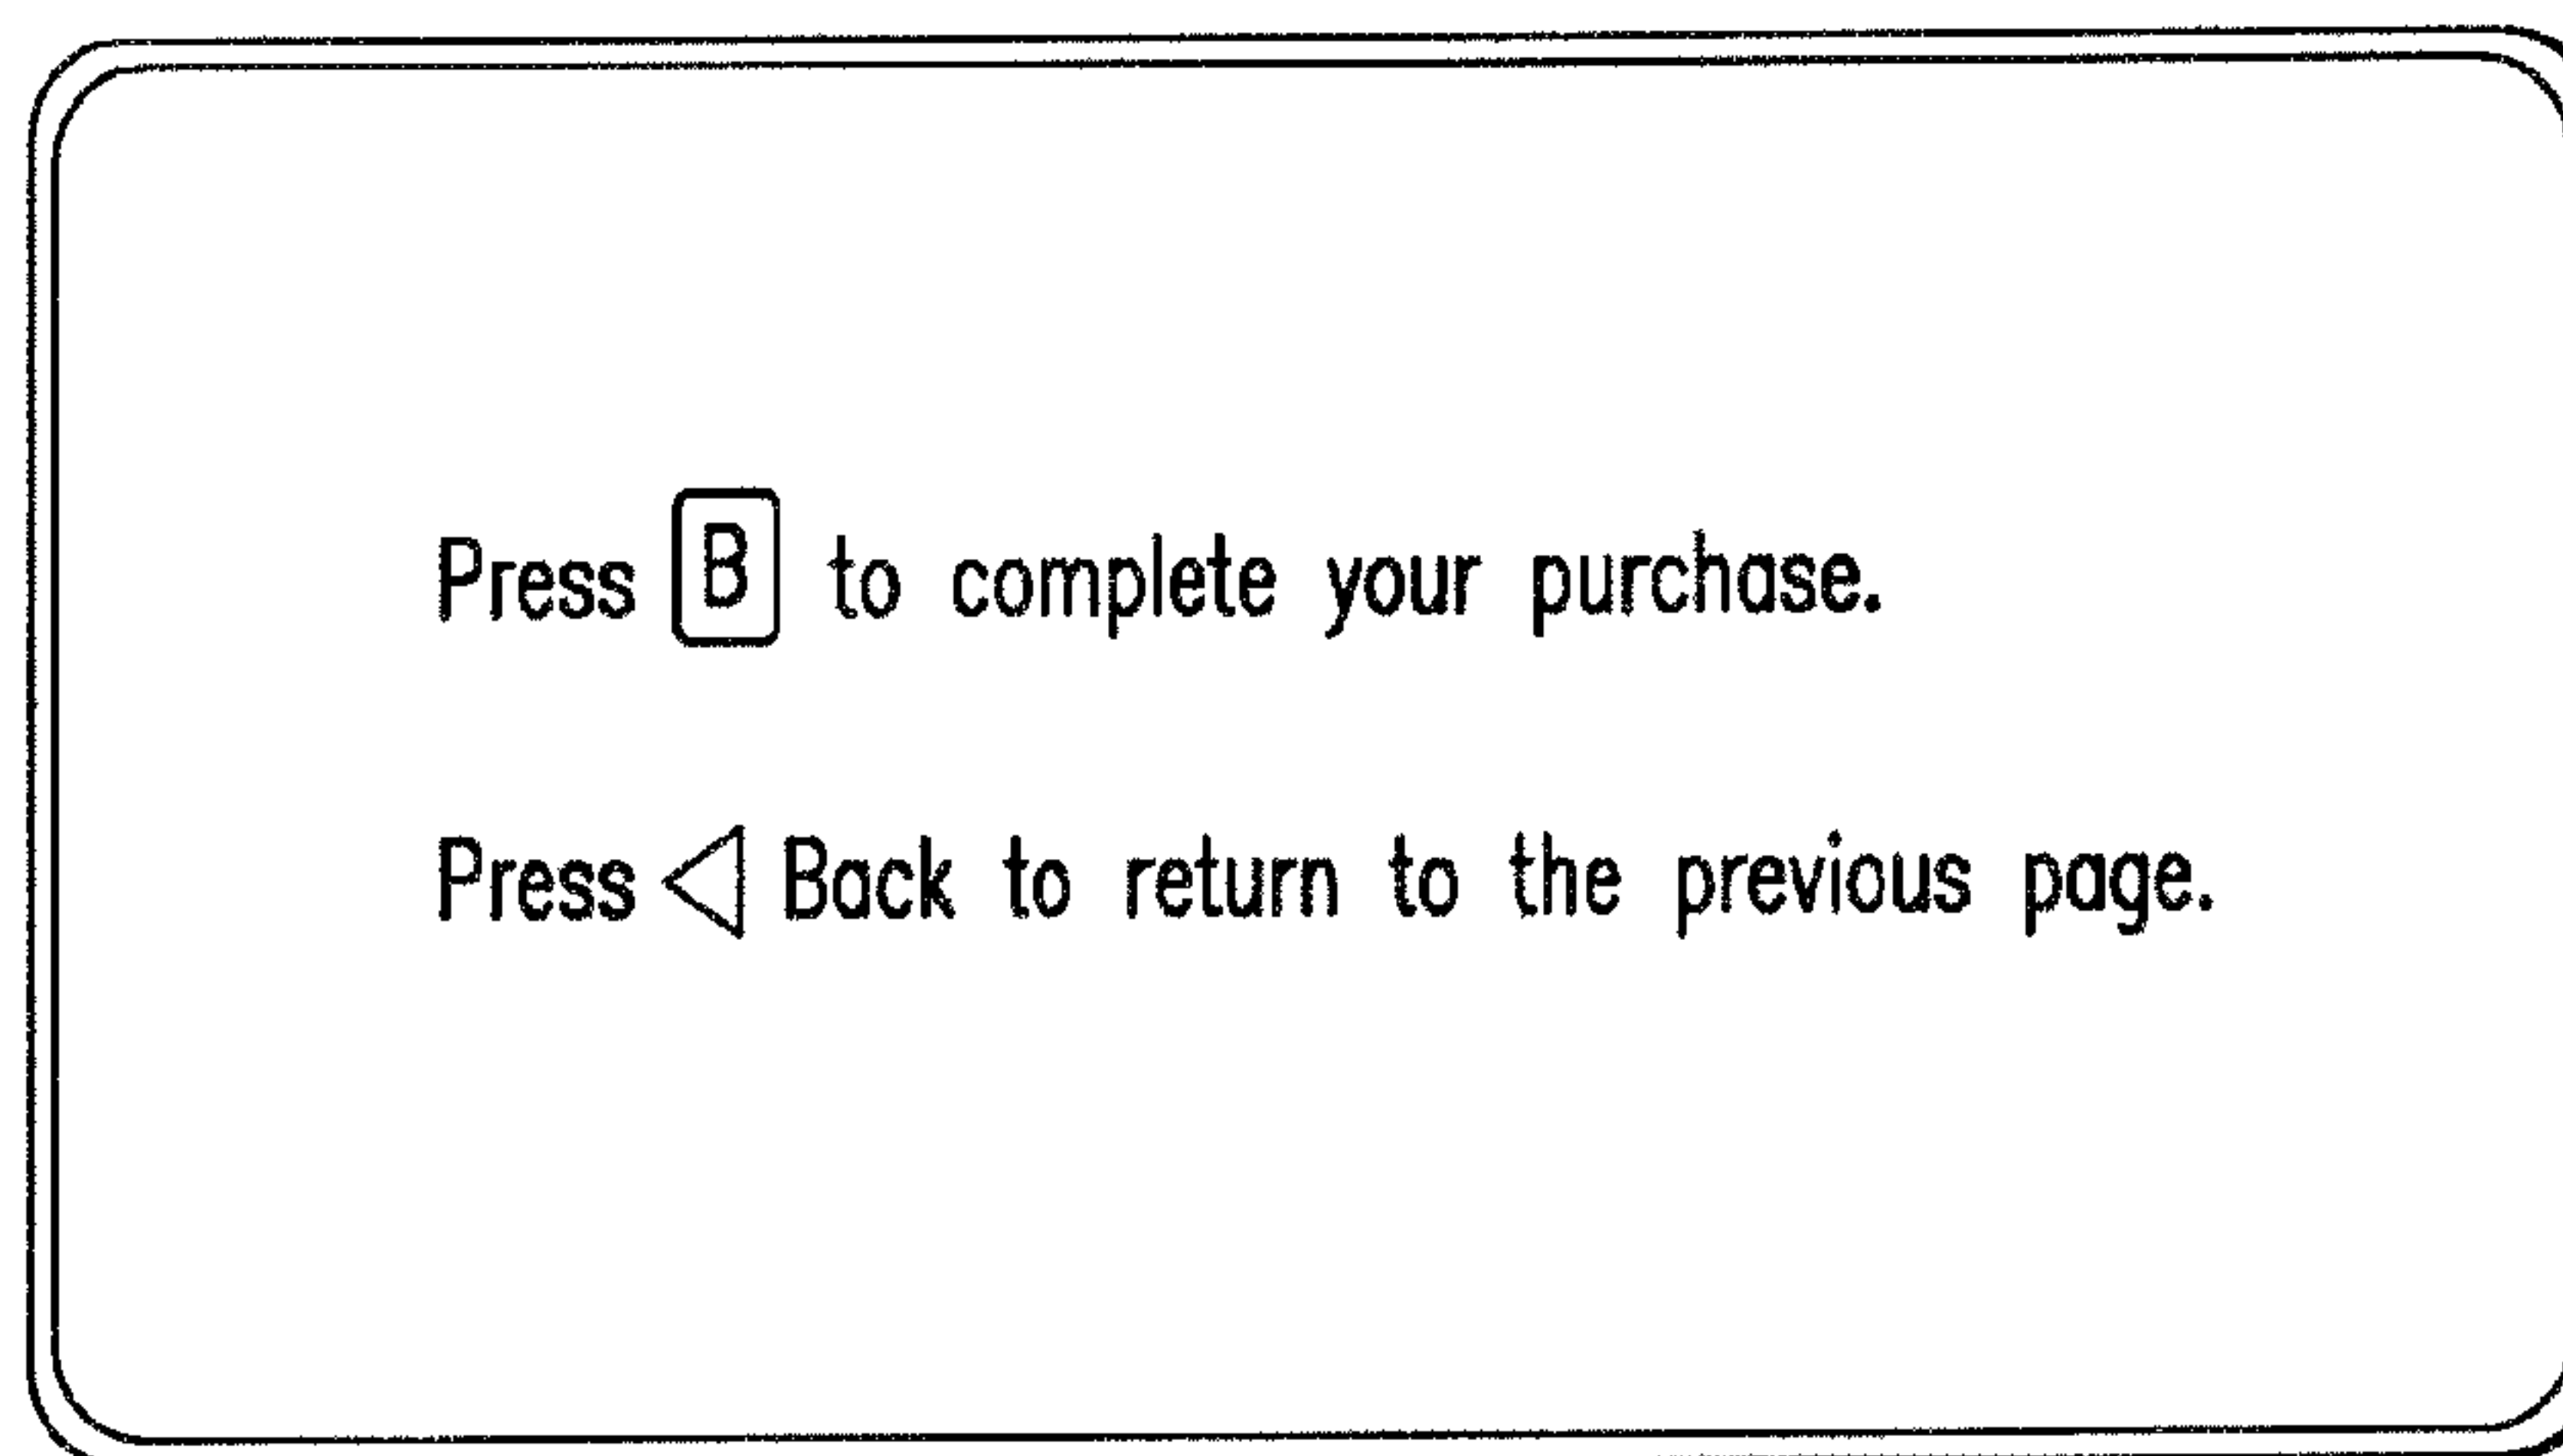 Press B to complete your purchase.
Press ◁ Back to return to the previous page.